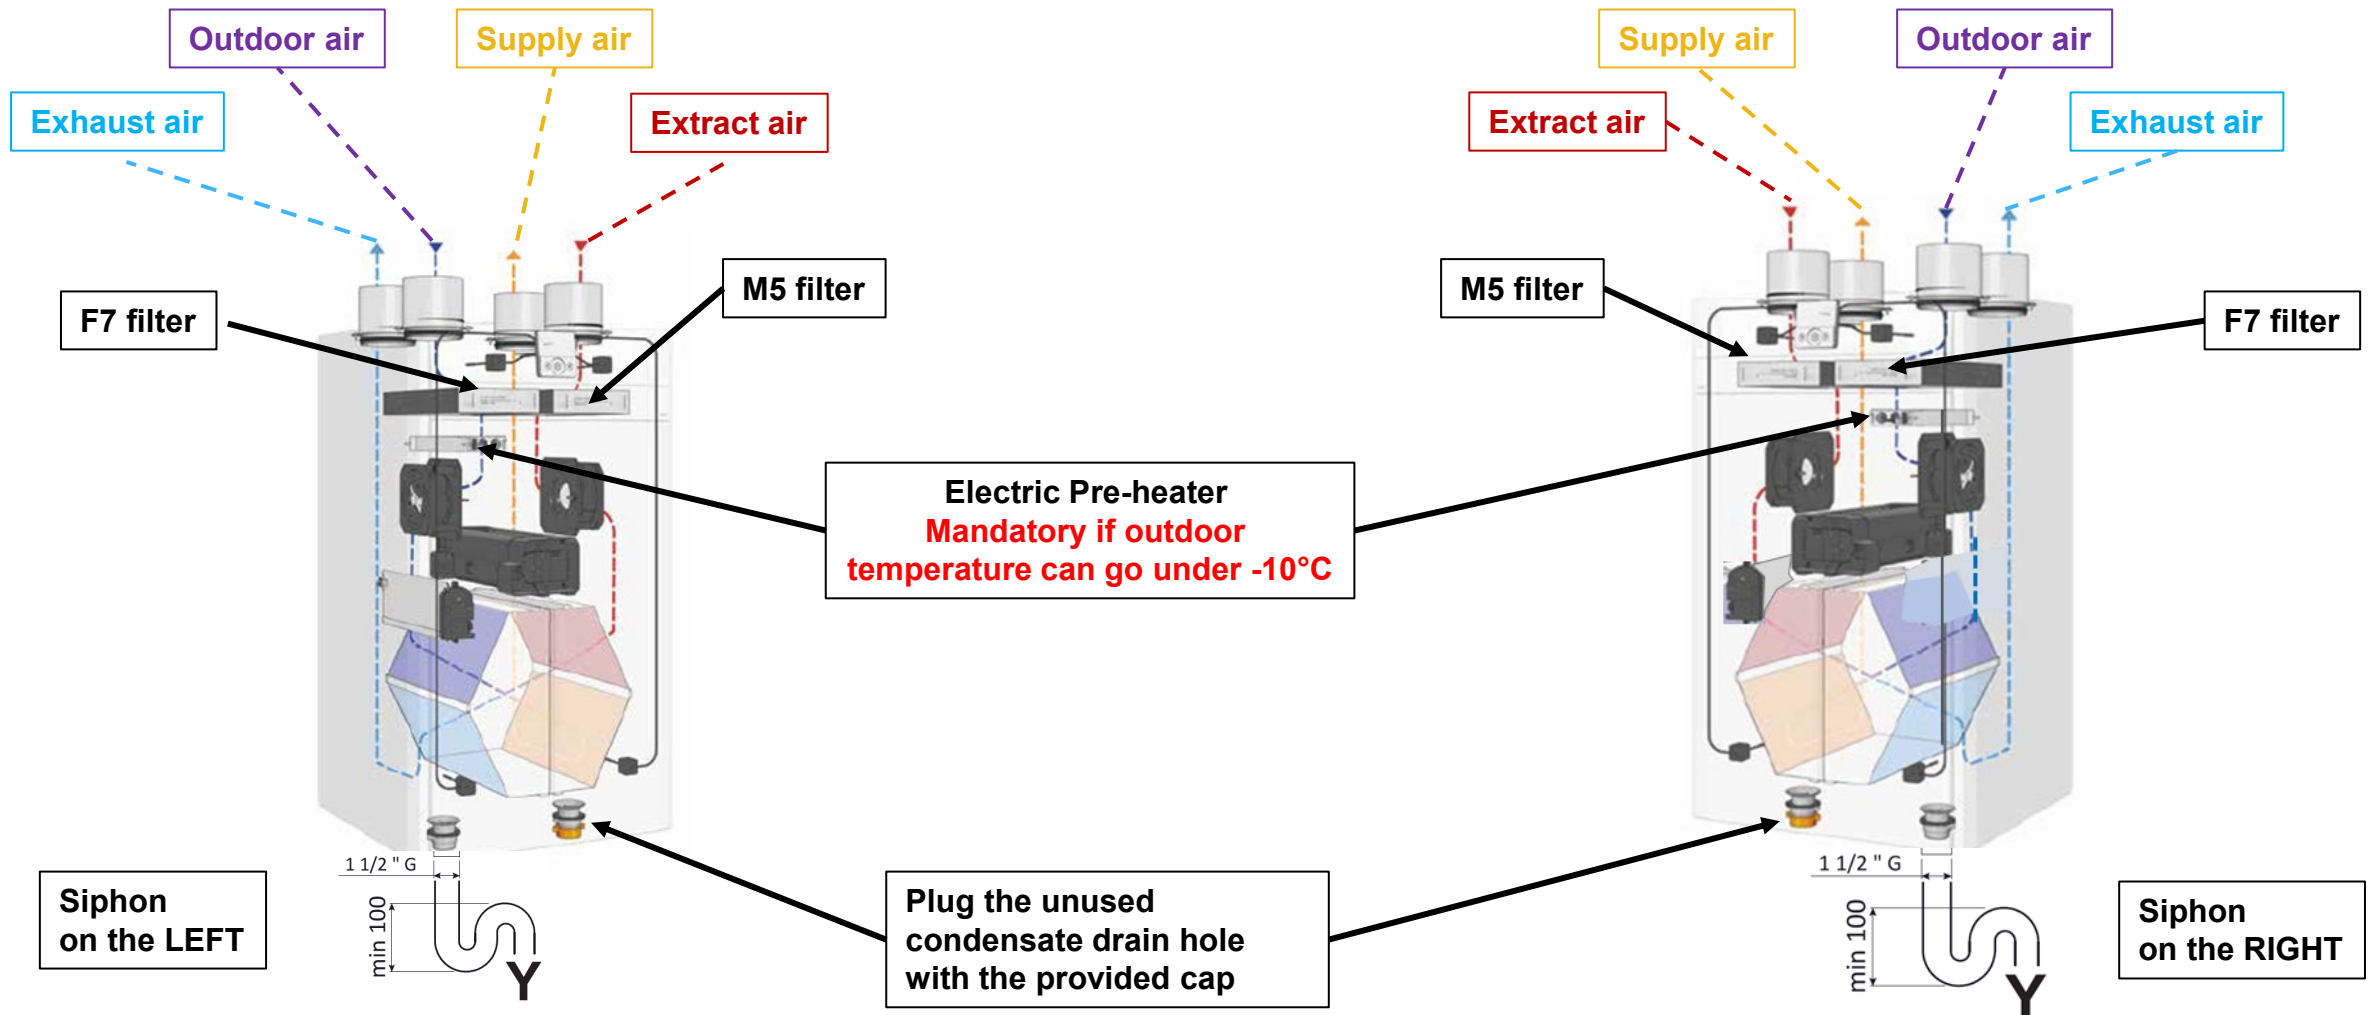 Outdoor air
Supply air
Exhaust air
Extract air
F7 filter
M5 filter
Supply air
Outdoor air
Extract air
Exhaust air
M5 filter
F7 filter
Electric Pre-heater
Mandatory if outdoor
temperature can go under -10°C
Siphon
on the LEFT
1 1/2 " G
min 100
Y
Plug the unused
condensate drain hole
with the provided cap
1 1/2 " G
min 100
Y
Siphon
on the RIGHT